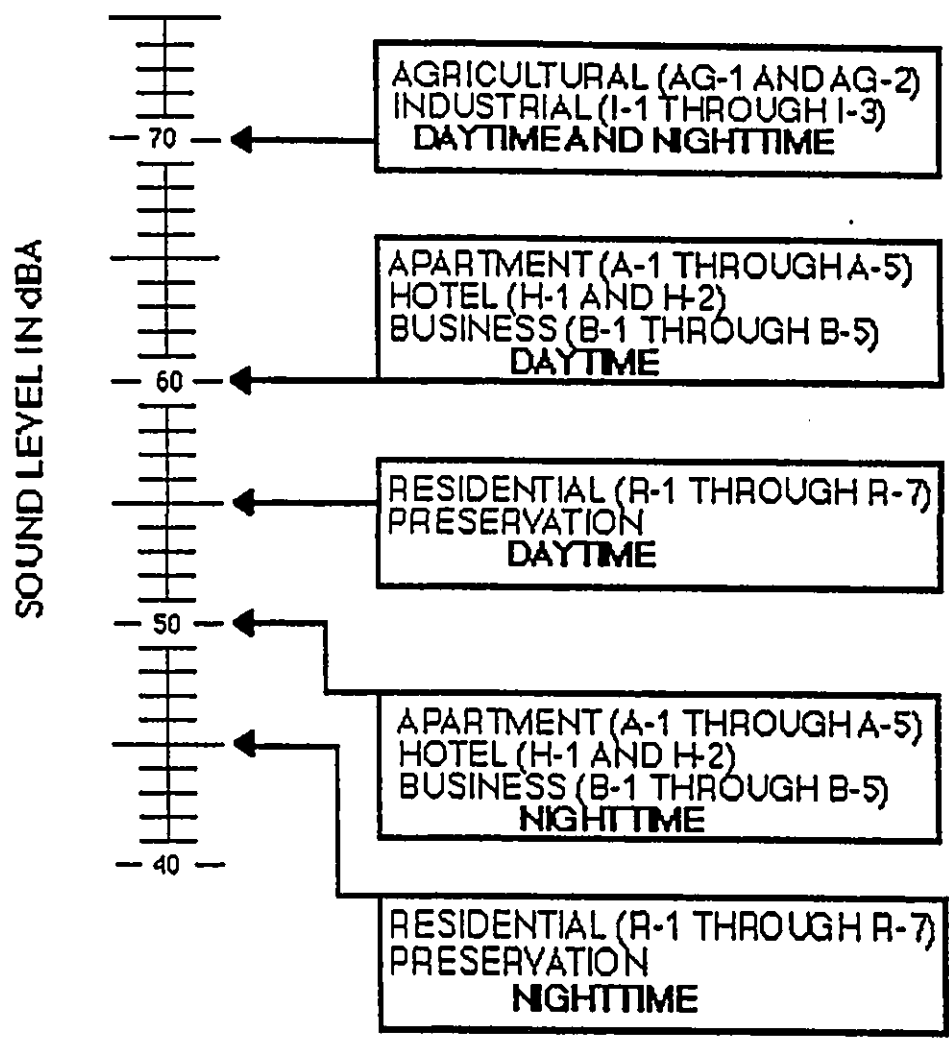 SOUND LEVEL IN dBA
70
60
50
40
AGRICULTURAL (AG-1 AND AG-2)
INDUSTRIAL (I-1 THROUGH I-3)
DAYTIME AND NIGHTTIME
APARTMENT (A-1 THROUGH A-5)
HOTEL (H-1 AND H-2)
BUSINESS (B-1 THROUGH B-5)
DAYTIME
RESIDENTIAL (R-1 THROUGH R-7)
PRESERVATION
DAYTIME
APARTMENT (A-1 THROUGH A-5)
HOTEL (H-1 AND H-2)
BUSINESS (B-1 THROUGH B-5)
NIGHTTIME
RESIDENTIAL (R-1 THROUGH R-7)
PRESERVATION
NIGHTTIME